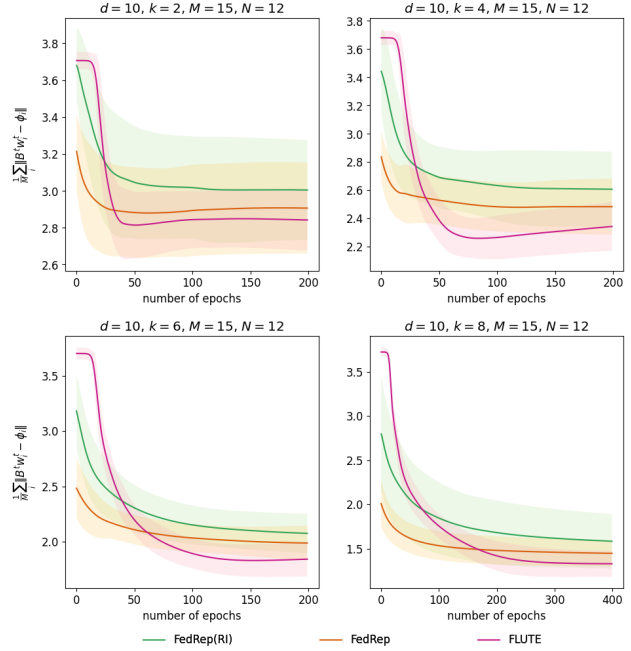 d = 10, k = 2, M = 15, N = 12
d = 10, k = 4, M = 15, N = 12
3.8
3.6
3.4
3.2
3.0
2.8
2.6
3.6
3.4
3.2
3.0
2.8
2.6
2.4
2.2
1/M ∑_i ‖B^t w_i^t − ϕ_i‖
0 50 100 150 200
0 50 100 150 200
number of epochs
number of epochs
d = 10, k = 6, M = 15, N = 12
d = 10, k = 8, M = 15, N = 12
3.5
3.0
2.5
2.0
3.5
3.0
2.5
2.0
1.5
1/M ∑_i ‖B^t w_i^t − ϕ_i‖
0 50 100 150 200
0 100 200 300 400
number of epochs
number of epochs
FedRep(RI) FedRep FLUTE